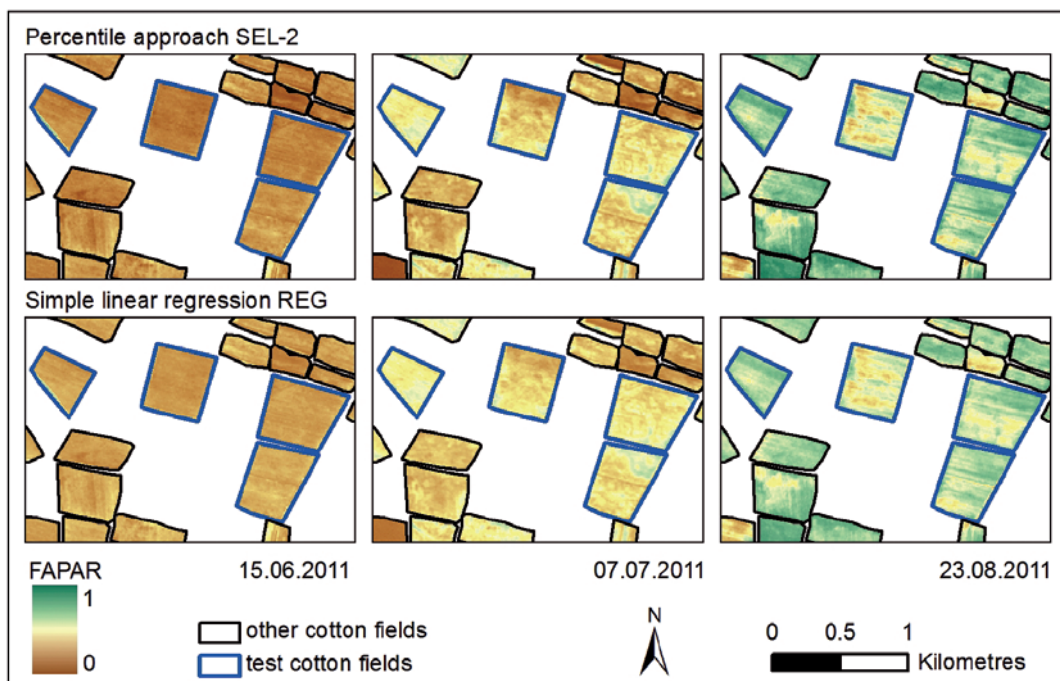 Percentile approach SEL-2
Simple linear regression REG
FAPAR
15.06.2011
07.07.2011
23.08.2011
1
0
other cotton fields
test cotton fields
N
0 0.5 1
Kilometres